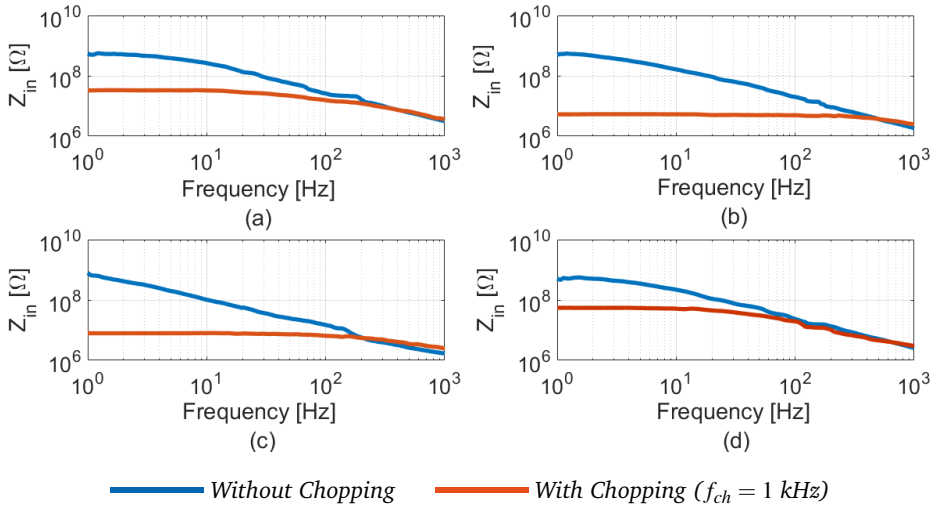 10^10
10^8
10^6
Z_in [Ω]
10^0 10^1 10^2 10^3
Frequency [Hz]
(a)
10^10
10^8
10^6
Z_in [Ω]
10^0 10^1 10^2 10^3
Frequency [Hz]
(b)
10^10
10^8
10^6
Z_in [Ω]
10^0 10^1 10^2 10^3
Frequency [Hz]
(c)
10^10
10^8
10^6
Z_in [Ω]
10^0 10^1 10^2 10^3
Frequency [Hz]
(d)
Without Chopping
With Chopping (f_ch = 1 kHz)